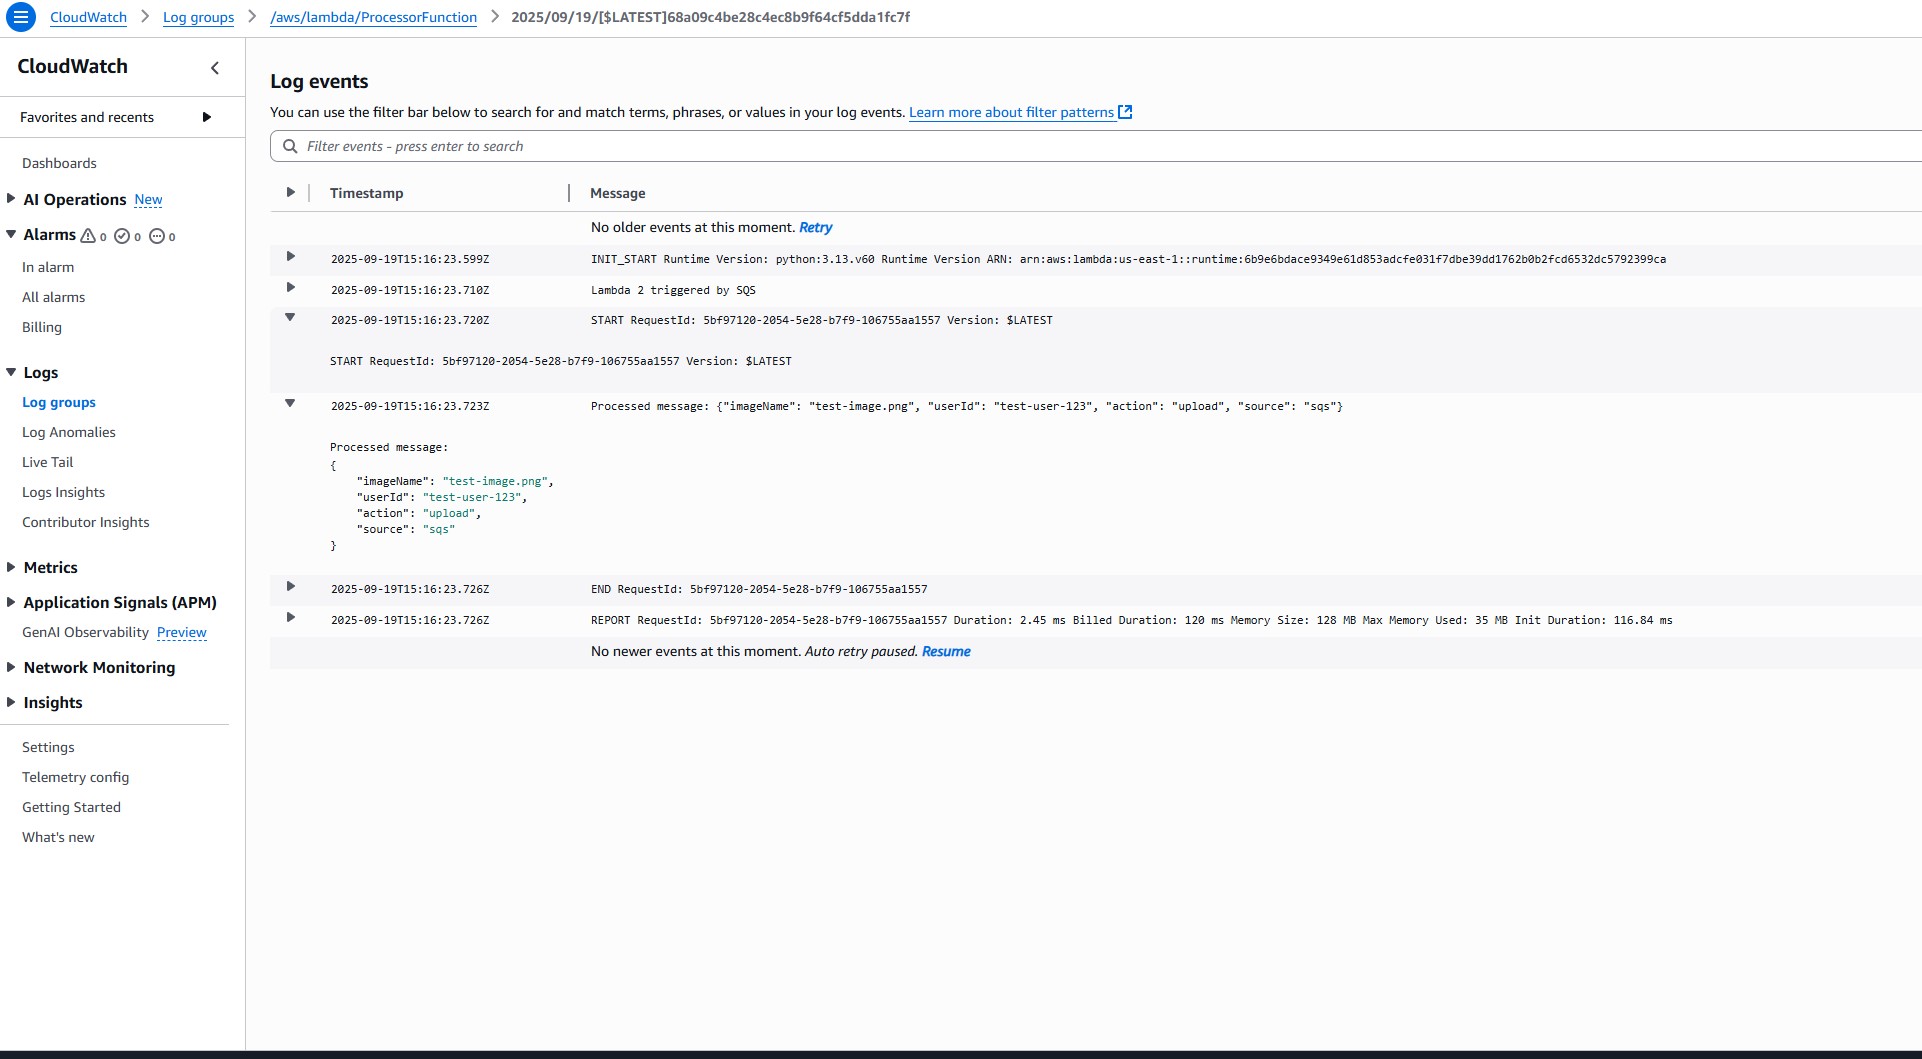 CloudWatch > Log groups > /aws/lambda/ProcessorFunction > 2025/09/19/[$LATEST]68a09c4be28c4ec8b9f64cf5dda1fc7f
CloudWatch
Favorites and recents
Dashboards
AI Operations New
Alarms 0 0 0
In alarm
All alarms
Billing
Logs
Log groups
Log Anomalies
Live Tail
Logs Insights
Contributor Insights
Metrics
Application Signals (APM)
GenAI Observability Preview
Network Monitoring
Insights
Settings
Telemetry config
Getting Started
What's new
Log events
You can use the filter bar below to search for and match terms, phrases, or values in your log events. Learn more about filter patterns
Filter events - press enter to search
Timestamp Message
No older events at this moment. Retry
2025-09-19T15:16:23.599Z INIT_START Runtime Version: python:3.13.v60 Runtime Version ARN: arn:aws:lambda:us-east-1::runtime:6b9e6bdace9349e61d853adcfe031f7dbe39dd1762b0b2fcd6532dc5792399ca
2025-09-19T15:16:23.710Z Lambda 2 triggered by SQS
2025-09-19T15:16:23.720Z START RequestId: 5bf97120-2054-5e28-b7f9-106755aa1557 Version: $LATEST
START RequestId: 5bf97120-2054-5e28-b7f9-106755aa1557 Version: $LATEST
2025-09-19T15:16:23.723Z Processed message: {"imageName": "test-image.png", "userId": "test-user-123", "action": "upload", "source": "sqs"}
Processed message:
{
"imageName": "test-image.png",
"userId": "test-user-123",
"action": "upload",
"source": "sqs"
}
2025-09-19T15:16:23.726Z END RequestId: 5bf97120-2054-5e28-b7f9-106755aa1557
2025-09-19T15:16:23.726Z REPORT RequestId: 5bf97120-2054-5e28-b7f9-106755aa1557 Duration: 2.45 ms Billed Duration: 120 ms Memory Size: 128 MB Max Memory Used: 35 MB Init Duration: 116.84 ms
No newer events at this moment. Auto retry paused. Resume